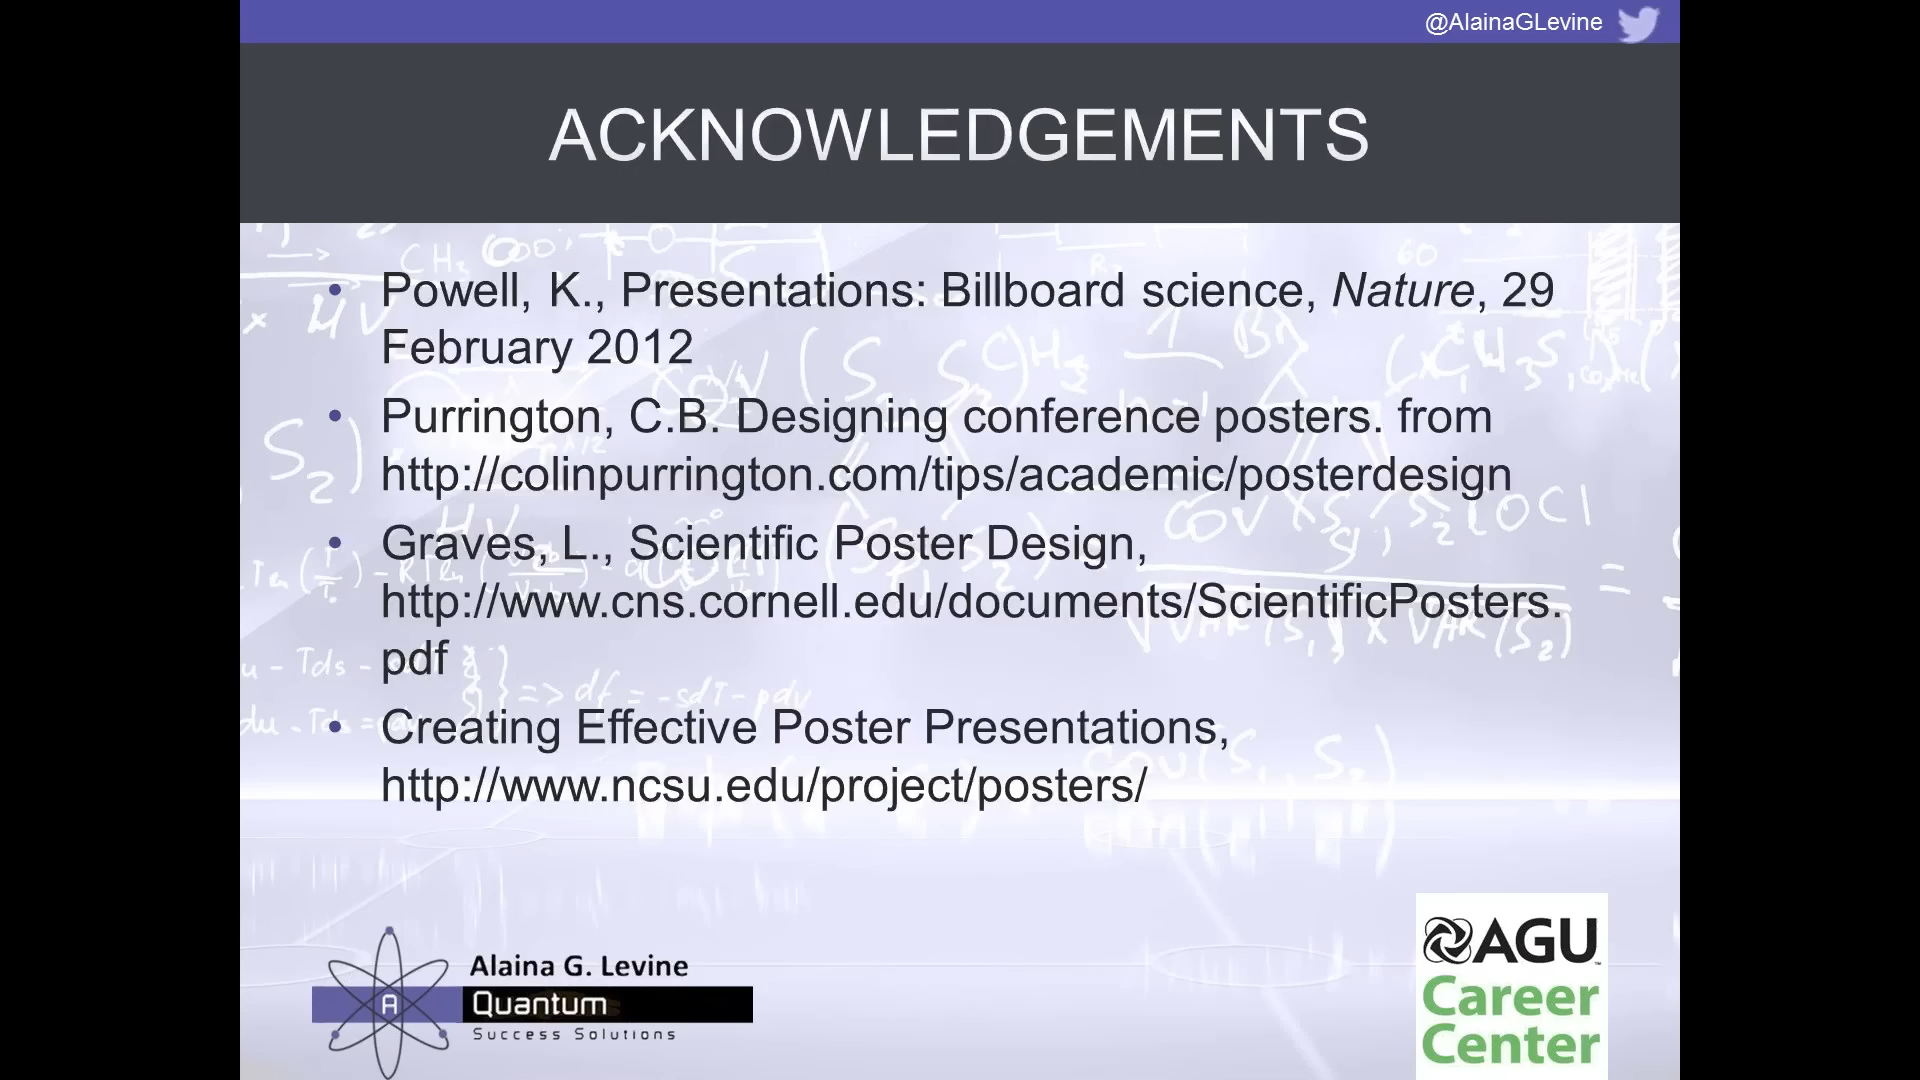 @AlainaGLevine
ACKNOWLEDGEMENTS
• Powell, K., Presentations: Billboard science, Nature, 29
February 2012
• Purrington, C.B. Designing conference posters. from
http://colinpurrington.com/tips/academic/posterdesign
• Graves, L., Scientific Poster Design,
http://www.cns.cornell.edu/documents/ScientificPosters.
pdf
• Creating Effective Poster Presentations,
http://www.ncsu.edu/project/posters/
Alaina G. Levine
A Quantum
Success Solutions
AGU
Career
Center